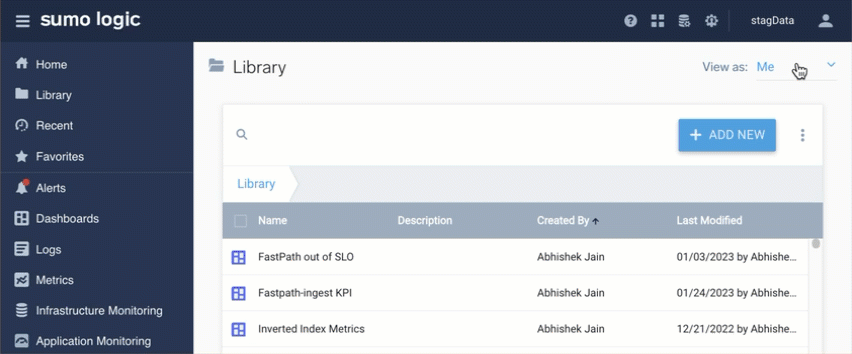 sumo logic
stagData
Home
Library
Recent
Favorites
Alerts
Dashboards
Logs
Metrics
Infrastructure Monitoring
Application Monitoring
Library
View as: Me
ADD NEW
Library
Name Description Created By Last Modified
FastPath out of SLO Abhishek Jain 01/03/2023 by Abhishe...
Fastpath-ingest KPI Abhishek Jain 01/24/2023 by Abhishe...
Inverted Index Metrics Abhishek Jain 12/21/2022 by Abhishe...